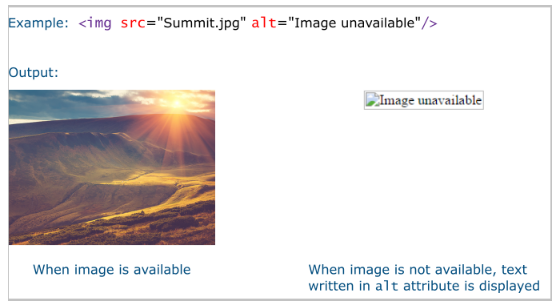 Example: <img src="Summit.jpg" alt="Image unavailable"/>
Output:
Image unavailable
When image is available
When image is not available, text
written in alt attribute is displayed